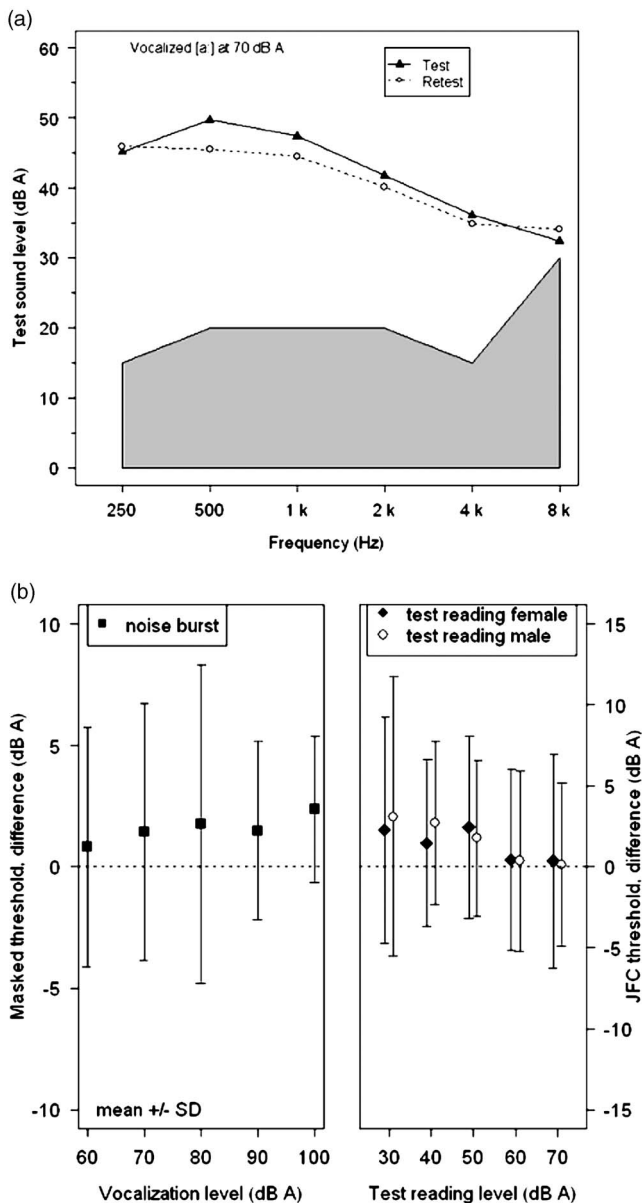 (a)
Vocalized [a:] at 70 dB A
Test
Retest
60
50
40
30
20
10
0
Test sound level (dB A)
250 500 1 k 2 k 4 k 8 k
Frequency (Hz)
(b)
noise burst
test reading female
test reading male
10
5
0
-5
-10
Masked threshold, difference (dB A)
15
10
5
0
-5
-10
-15
JFC threshold, difference (dB A)
mean +/- SD
60 70 80 90 100
30 40 50 60 70
Vocalization level (dB A)
Test reading level (dB A)